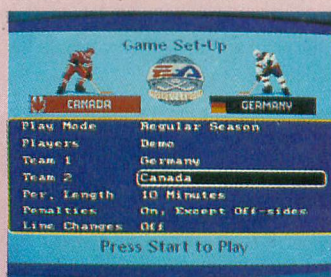 Game Set-Up
CANADA GERMANY
Play Mode Regular Season
Players Demo
Team 1 Germany
Team 2 Canada
Per. Length 10 Minutes
Penalties On, Except Off-sides
Line Changes Off
Press Start to Play